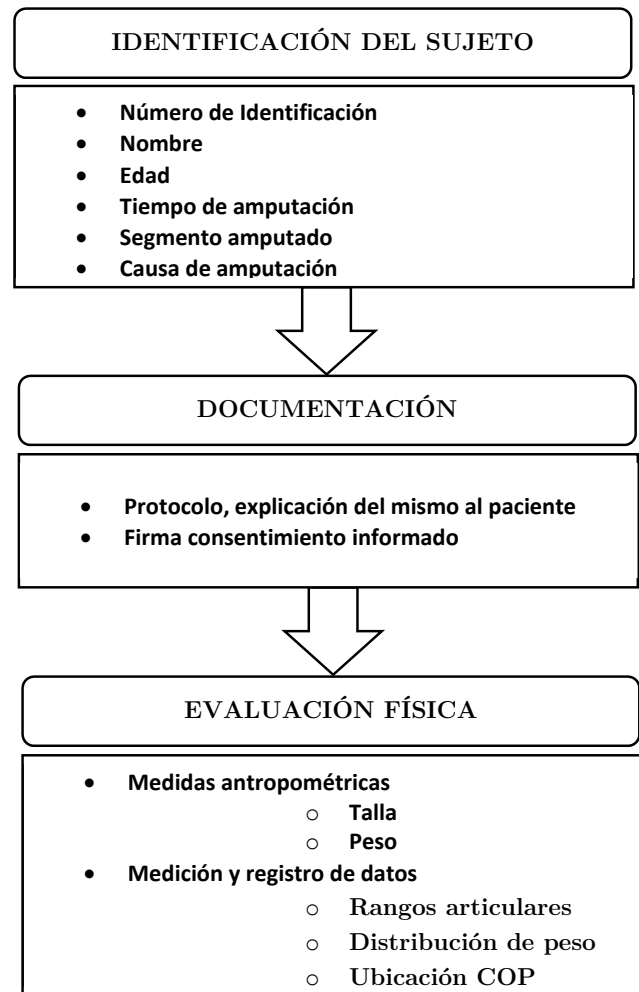 IDENTIFICACIÓN DEL SUJETO
• Número de Identificación
• Nombre
• Edad
• Tiempo de amputación
• Segmento amputado
• Causa de amputación
DOCUMENTACIÓN
• Protocolo, explicación del mismo al paciente
• Firma consentimiento informado
EVALUACIÓN FÍSICA
• Medidas antropométricas
o Talla
o Peso
• Medición y registro de datos
o Rangos articulares
o Distribución de peso
o Ubicación COP